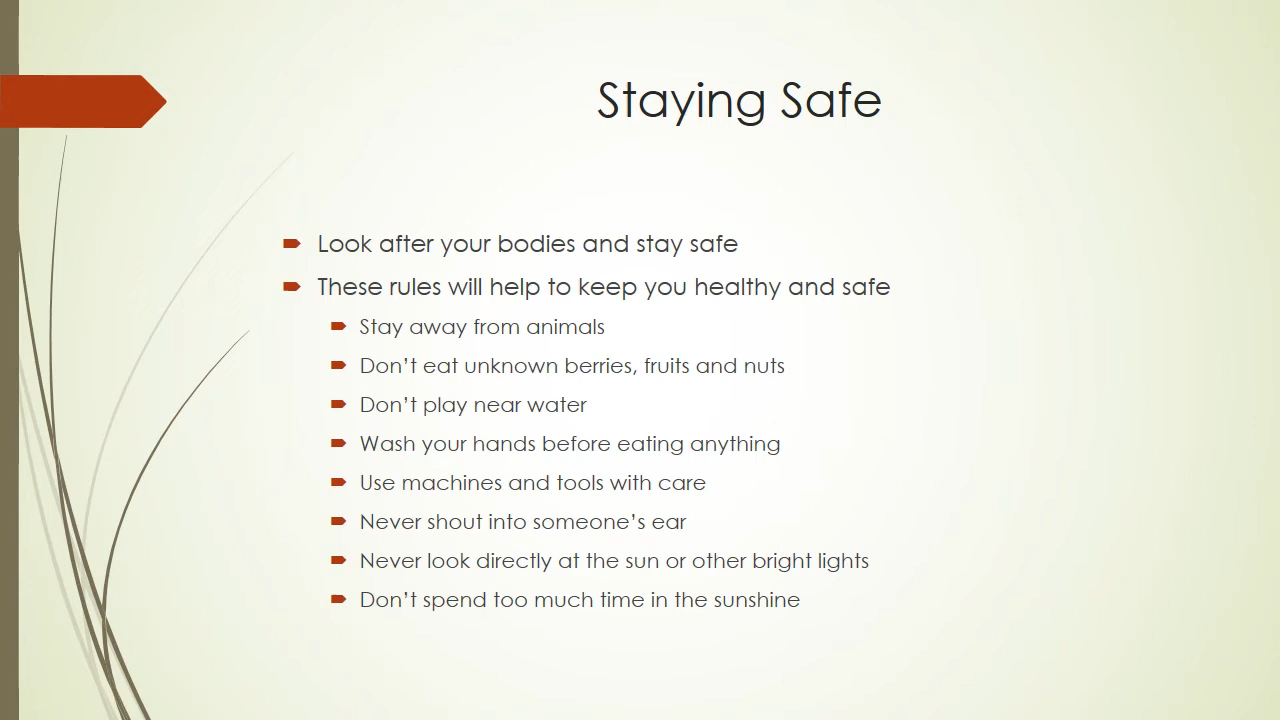 Staying Safe
Look after your bodies and stay safe
These rules will help to keep you healthy and safe
Stay away from animals
Don’t eat unknown berries, fruits and nuts
Don’t play near water
Wash your hands before eating anything
Use machines and tools with care
Never shout into someone’s ear
Never look directly at the sun or other bright lights
Don’t spend too much time in the sunshine